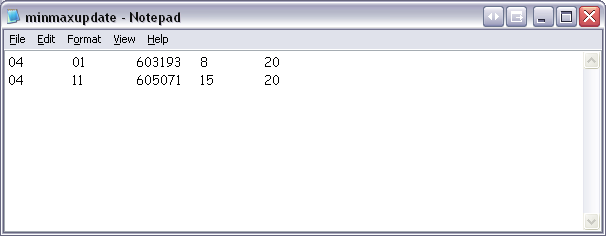 minmaxupdate - Notepad
File Edit Format View Help
04 01 603193 8 20
04 11 605071 15 20